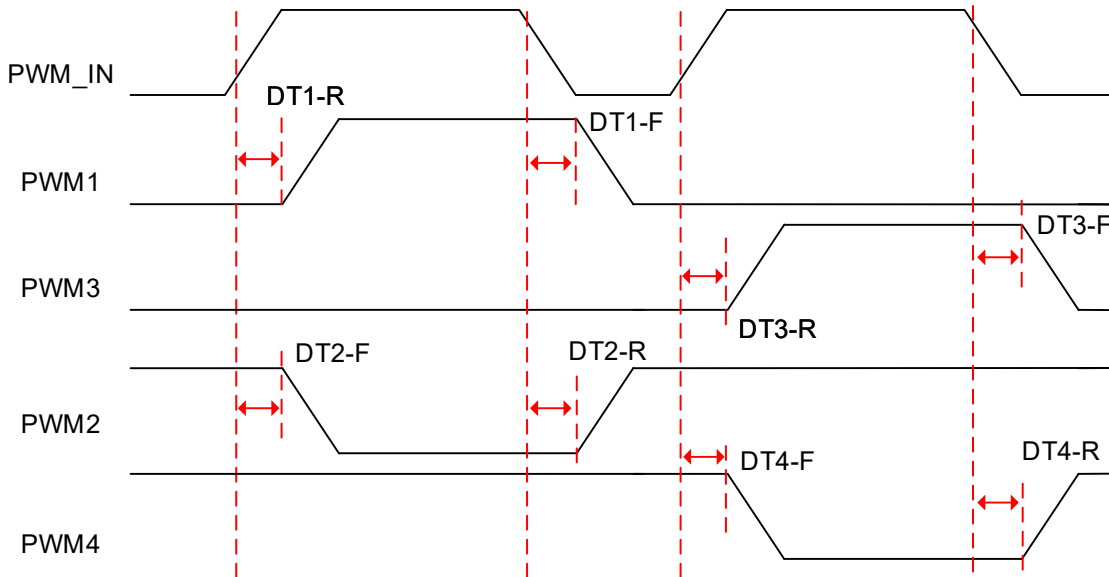 PWM_IN
DT1-R
DT1-F
PWM1
DT3-F
PWM3
DT3-R
DT2-F
DT2-R
PWM2
DT4-F
DT4-R
PWM4